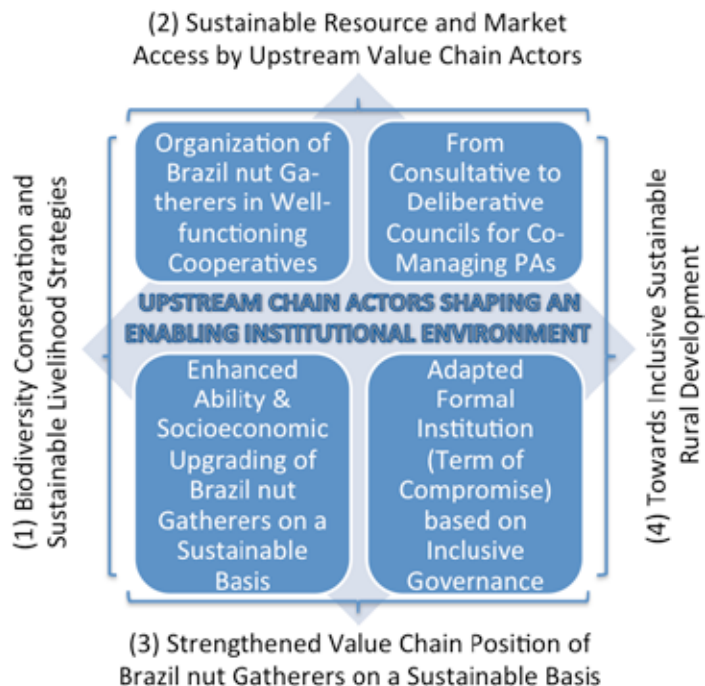 (2) Sustainable Resource and Market
Access by Upstream Value Chain Actors
(1) Biodiversity Conservation and
Sustainable Livelihood Strategies
Organization of
Brazil nut Ga-
therers in Well-
functioning
Cooperatives
From
Consultative to
Deliberative
Councils for Co-
Managing PAs
UPSTREAM CHAIN ACTORS SHAPING AN
ENABLING INSTITUTIONAL ENVIRONMENT
Enhanced
Ability &
Socioeconomic
Upgrading of
Brazil nut
Gatherers on a
Sustainable
Basis
Adapted
Formal
Institution
(Term of
Compromise)
based on
Inclusive
Governance
(4) Towards Inclusive Sustainable
Rural Development
(3) Strengthened Value Chain Position of
Brazil nut Gatherers on a Sustainable Basis